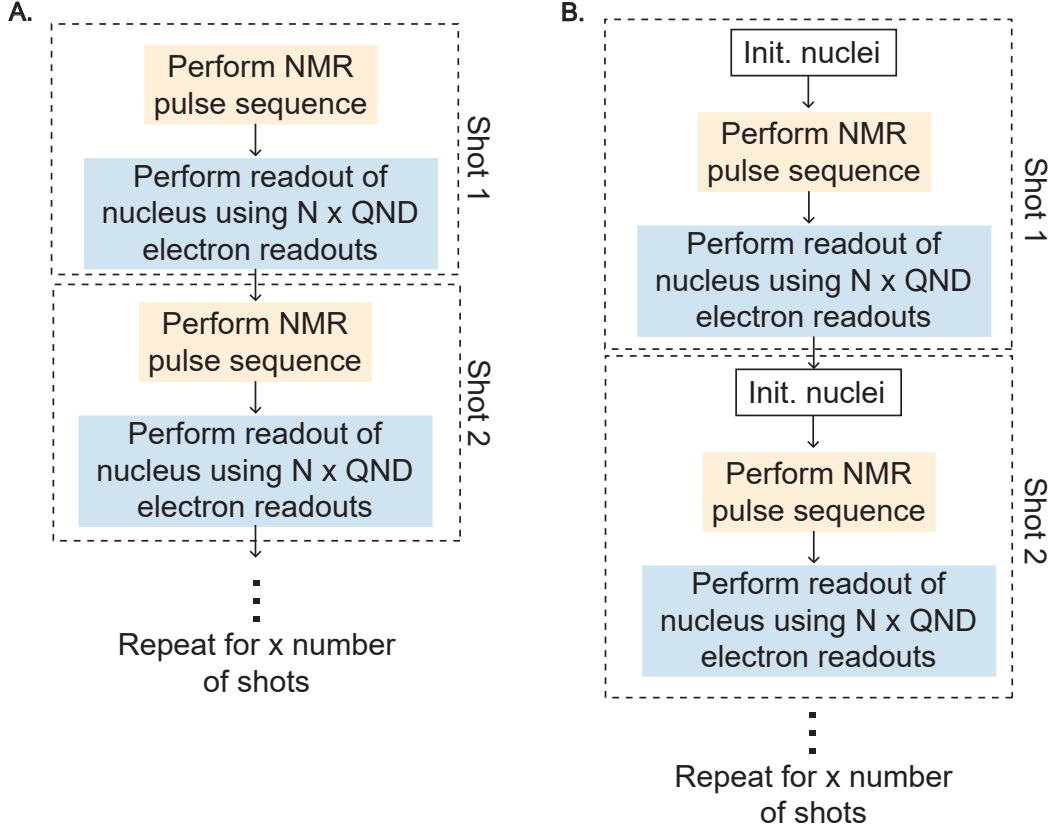 A.
Perform NMR
pulse sequence
Perform readout of
nucleus using N x QND
electron readouts
Shot 1
Perform NMR
pulse sequence
Perform readout of
nucleus using N x QND
electron readouts
Shot 2
Repeat for x number
of shots
B.
Init. nuclei
Perform NMR
pulse sequence
Perform readout of
nucleus using N x QND
electron readouts
Shot 1
Init. nuclei
Perform NMR
pulse sequence
Perform readout of
nucleus using N x QND
electron readouts
Shot 2
Repeat for x number
of shots